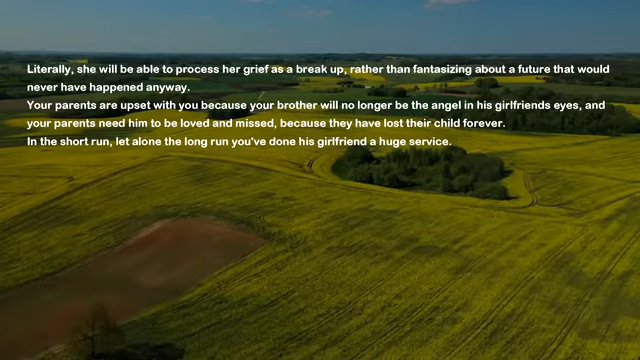 Literally, she will be able to process her grief as a break up, rather than fantasizing about a future that would
never have happened anyway.
Your parents are upset with you because your brother will no longer be the angel in his girlfriends eyes, and
your parents need him to be loved and missed, because they have lost their child forever.
In the short run, let alone the long run you've done his girlfriend a huge service.